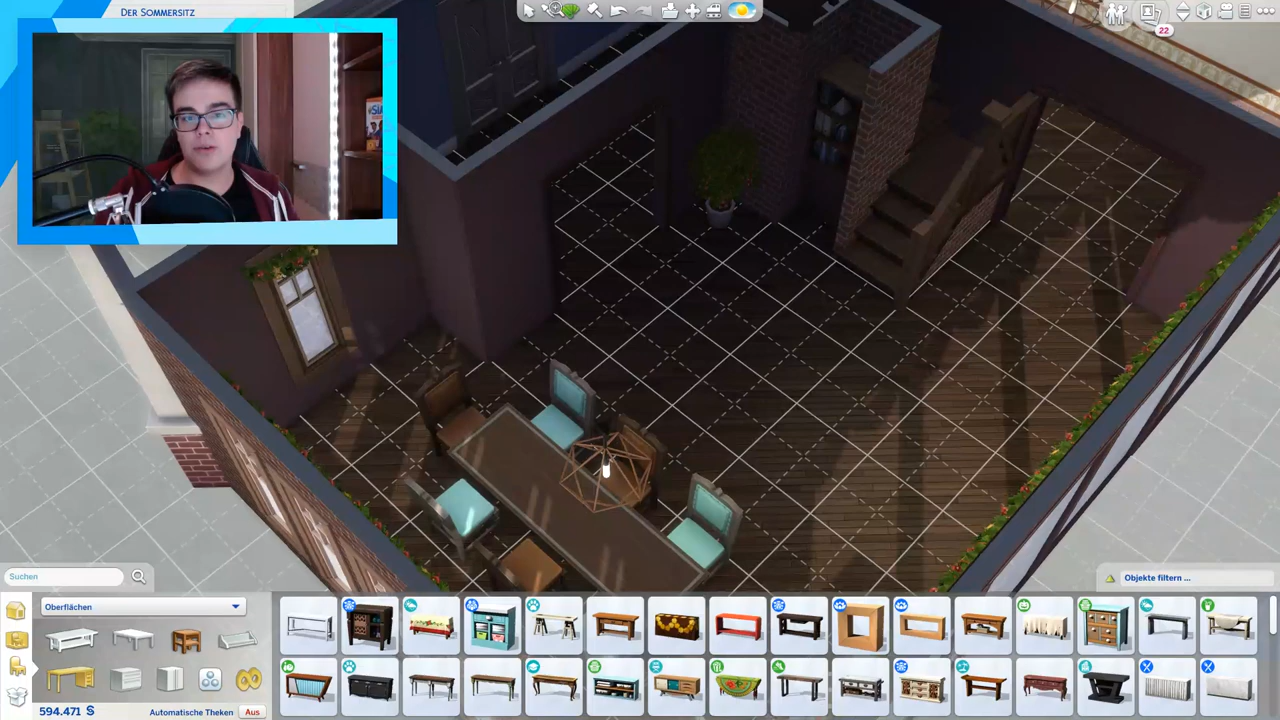 DER SOMMERSITZ
22
Suchen
Objekte filtern ...
Oberflächen
594.471 S
Automatische Theken
Aus